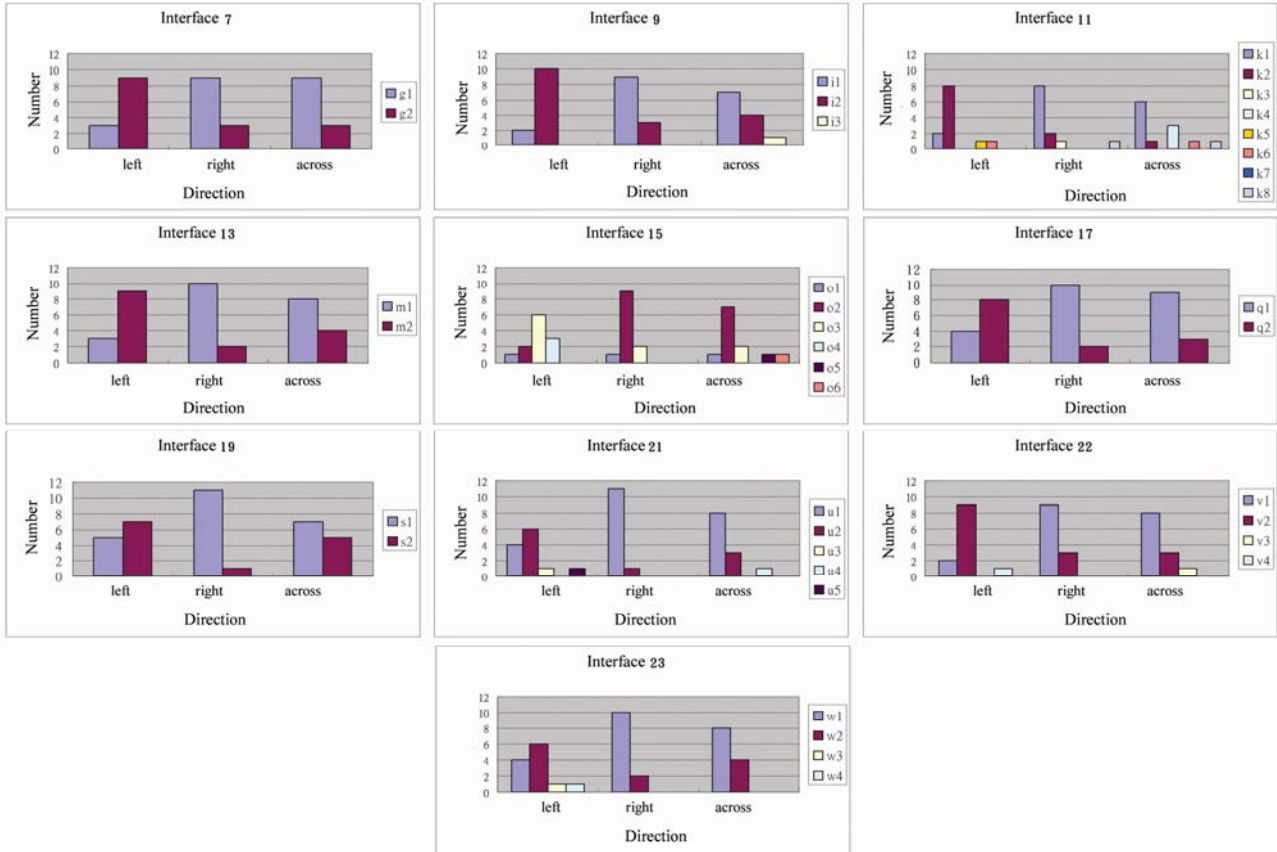 Interface 7
Number
12
10
8
6
4
2
0
left right across
Direction
g1
g2
Interface 9
Number
12
10
8
6
4
2
0
left right across
Direction
i1
i2
i3
Interface 11
Number
12
10
8
6
4
2
0
left right across
Direction
k1
k2
k3
k4
k5
k6
k7
k8
Interface 13
Number
12
10
8
6
4
2
0
left right across
Direction
m1
m2
Interface 15
Number
12
10
8
6
4
2
0
left right across
Direction
o1
o2
o3
o4
o5
o6
Interface 17
Number
12
10
8
6
4
2
0
left right across
Direction
q1
q2
Interface 19
Number
12
10
8
6
4
2
0
left right across
Direction
s1
s2
Interface 21
Number
12
10
8
6
4
2
0
left right across
Direction
u1
u2
u3
u4
u5
Interface 22
Number
12
10
8
6
4
2
0
left right across
Direction
v1
v2
v3
v4
Interface 23
Number
12
10
8
6
4
2
0
left right across
Direction
w1
w2
w3
w4